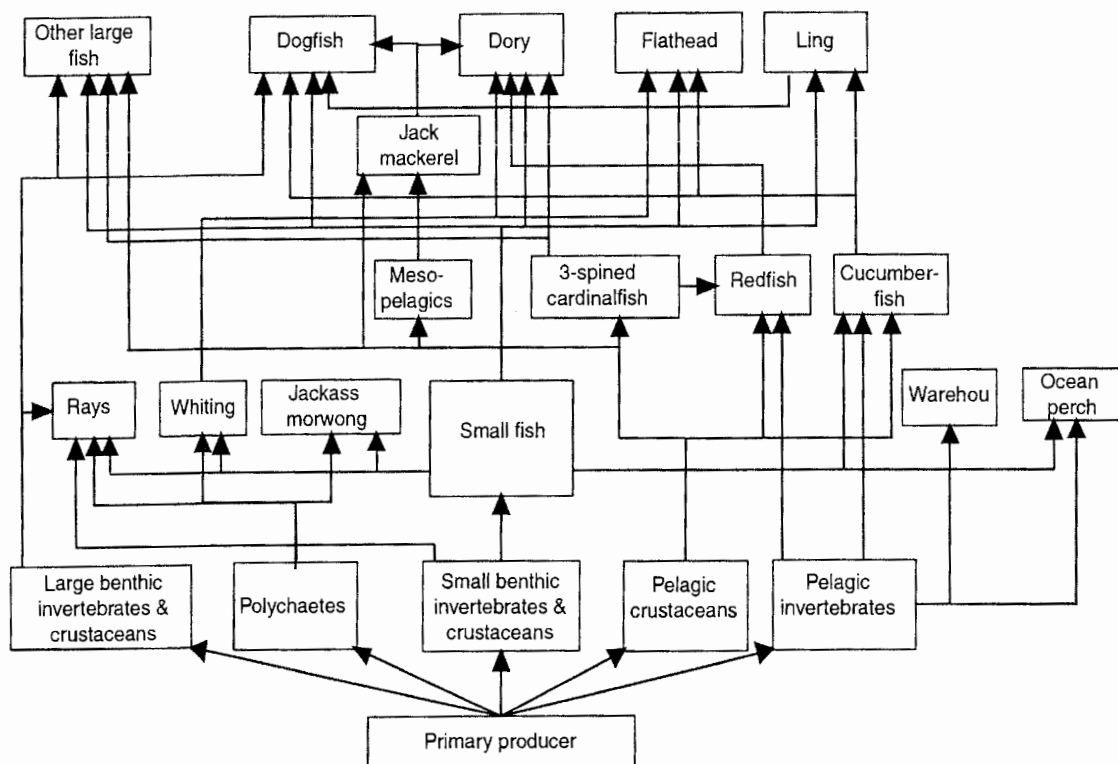 Other large
fish
Dogfish
Dory
Flathead
Ling
Jack
mackerel
Meso-
pelagics
3-spined
cardinalfish
Redfish
Cucumber-
fish
Rays
Whiting
Jackass
morwong
Small fish
Warehou
Ocean
perch
Large benthic
invertebrates &
crustaceans
Polychaetes
Small benthic
invertebrates &
crustaceans
Pelagic
crustaceans
Pelagic
invertebrates
Primary producer